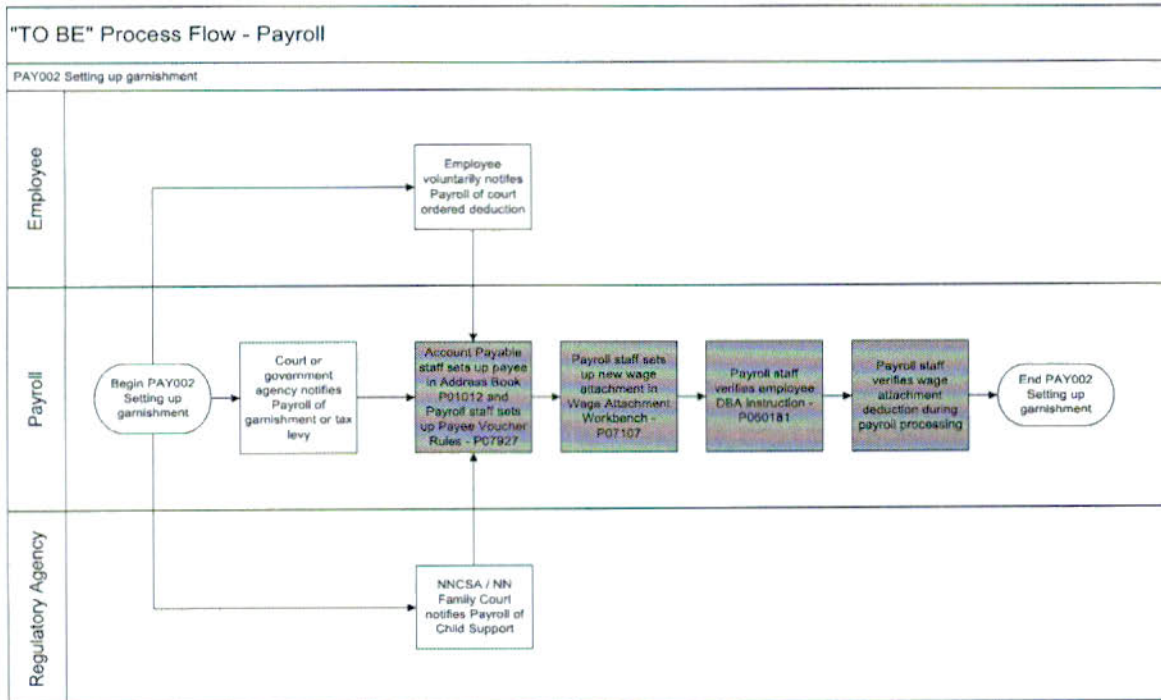 "TO BE" Process Flow - Payroll
PAY002 Setting up garnishment
Employee
Employee
voluntarily notifes
Payroll of court
ordered deduction
Payroll
Begin PAY002
Setting up
garnishment
Court or
government
agency notifies
Payroll of
garnishment or tax
levy
Account Payable
staff sets up payee
in Address Book
P01012 and
Payroll staff sets
up Payee Voucher
Rules - P07927
Payroll staff sets
up new wage
attachment in
Wage Attachment
Workbench -
P07107
Payroll staff
verifies employee
DBA Instruction -
P060181
Payroll staff
verifies wage
attachment
deduction during
payroll processing
End PAY002
Setting up
garnishment
Regulatory Agency
NNCSA / NN
Family Court
notifies Payroll of
Child Support